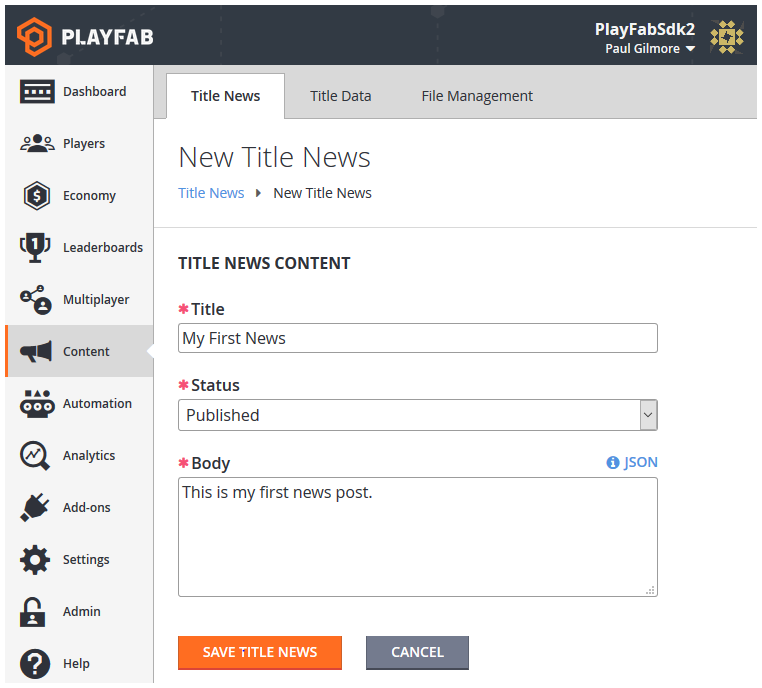 PLAYFAB
PlayFabSdk2
Paul Gilmore
Dashboard
Players
Economy
1
Leaderboards
Multiplayer
Content
Automation
Analytics
Add-ons
Settings
Admin
Help
Title News
Title Data
File Management
New Title News
Title News
New Title News
TITLE NEWS CONTENT
*Title
My First News
*Status
Published
*Body
JSON
This is my first news post.
SAVE TITLE NEWS
CANCEL